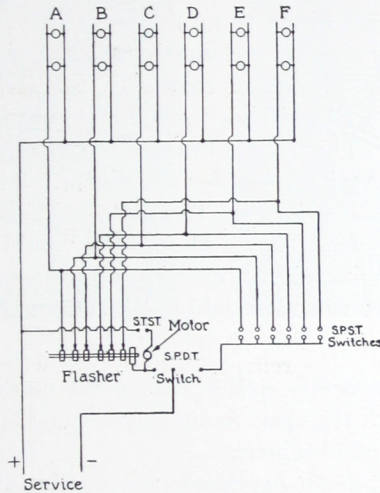 A B C D E F
STST Motor
S.P.D.T.
Switch
SPST
Switches
Flasher
+ −
Service